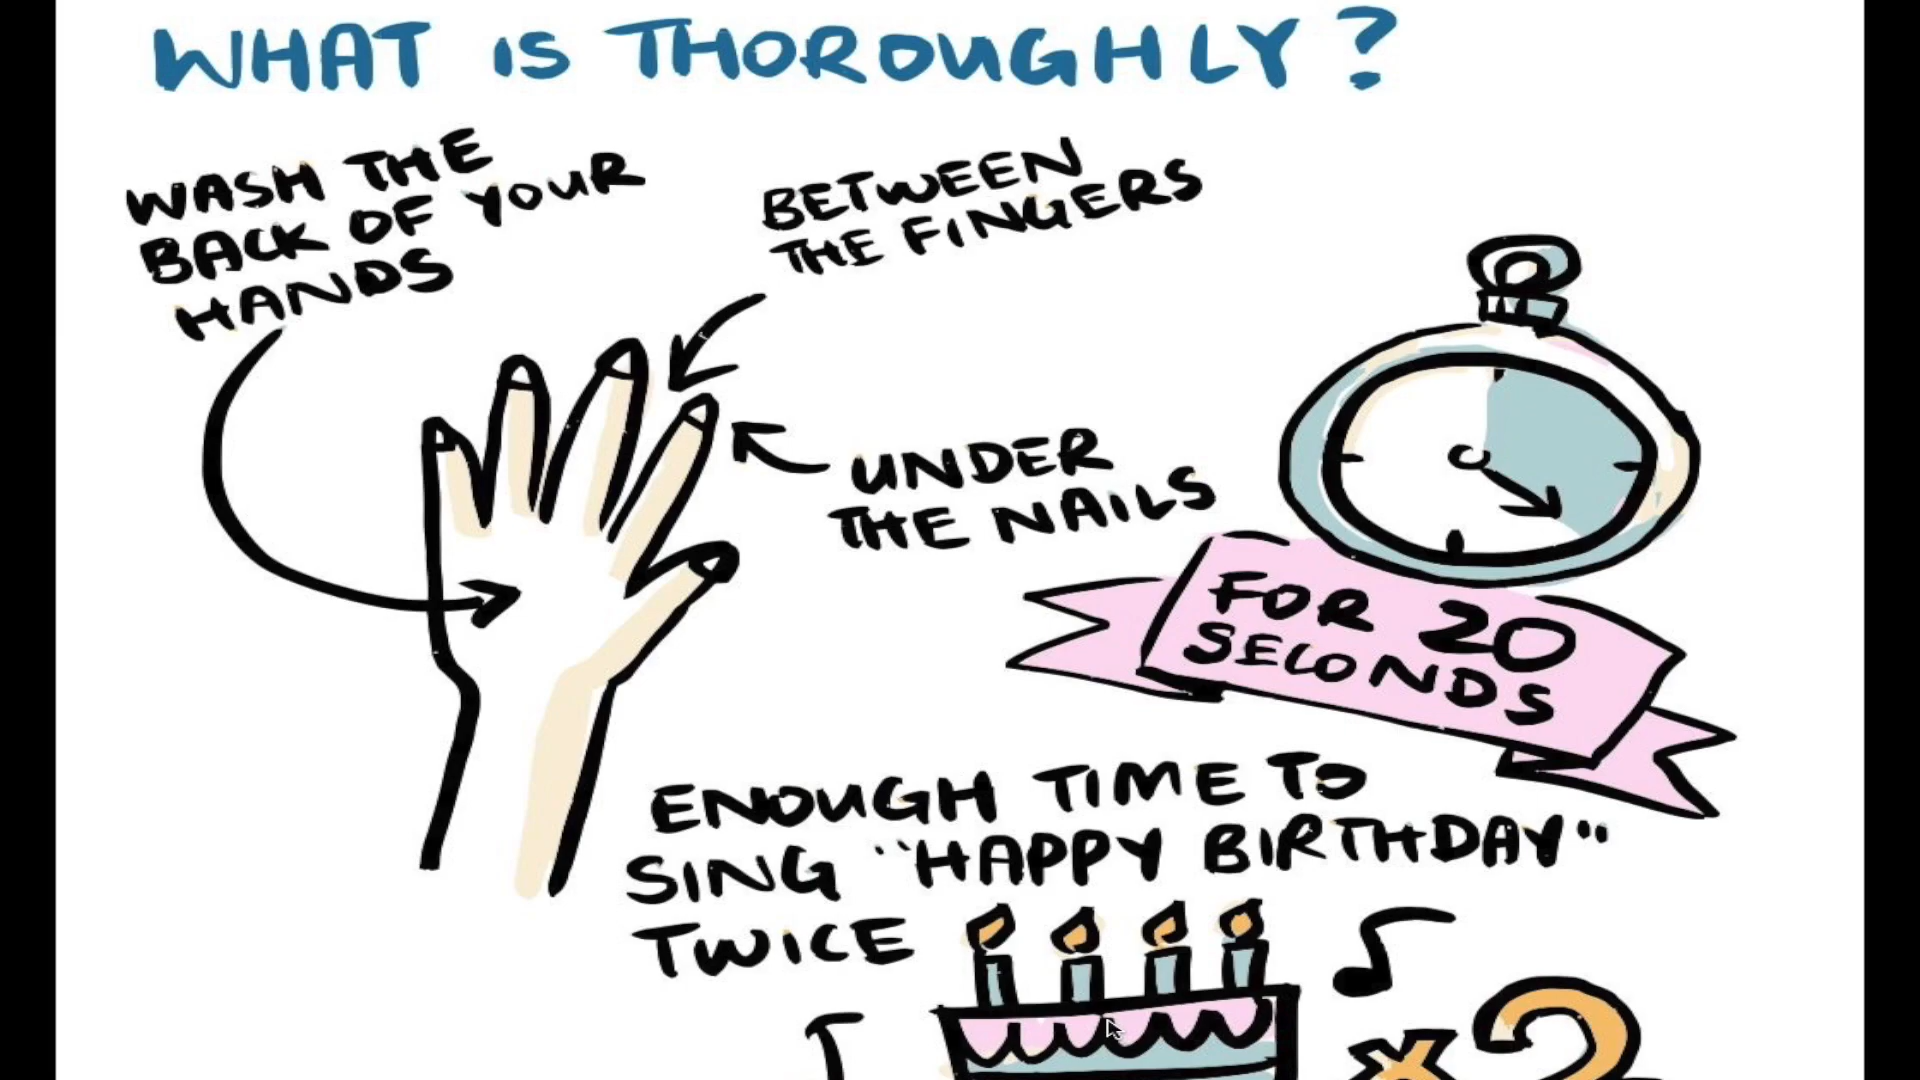 WHAT IS THOROUGHLY?
WASH THE
BACK OF YOUR
HANDS
BETWEEN
THE FINGERS
UNDER
THE NAILS
FOR 20
SECONDS
ENOUGH TIME TO
SING "HAPPY BIRTHDAY"
TWICE
x2